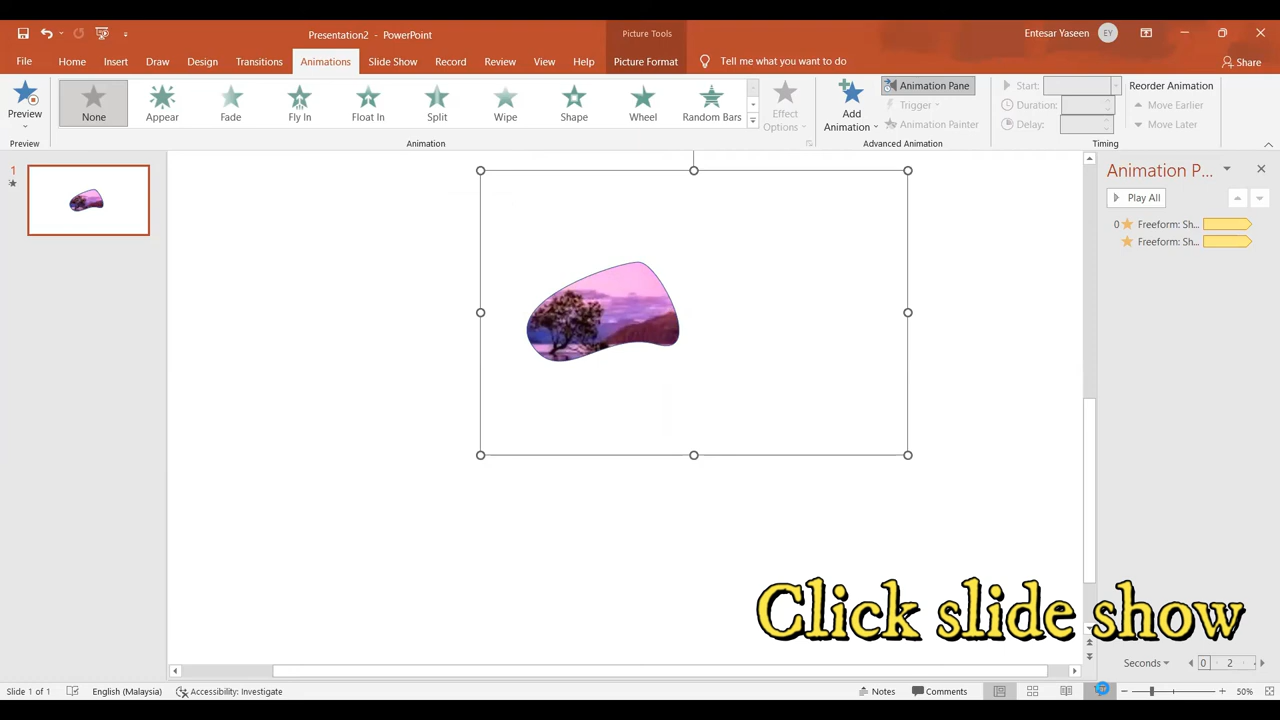 Presentation2 - PowerPoint
Picture Tools
Entesar Yaseen
EY
File
Home
Insert
Draw
Design
Transitions
Animations
Slide Show
Record
Review
View
Help
Picture Format
Tell me what you want to do
Share
Preview
None
Appear
Fade
Fly In
Float In
Split
Wipe
Shape
Wheel
Random Bars
Effect
Options
Add
Animation
Animation Pane
Trigger
Animation Painter
Start:
Duration:
Delay:
Reorder Animation
Move Earlier
Move Later
Preview
Animation
Advanced Animation
Timing
1
Animation P...
Play All
0 Freeform: Sh...
Freeform: Sh...
Click slide show
Seconds
0 2
Slide 1 of 1
English (Malaysia)
Accessibility: Investigate
Notes
Comments
50%